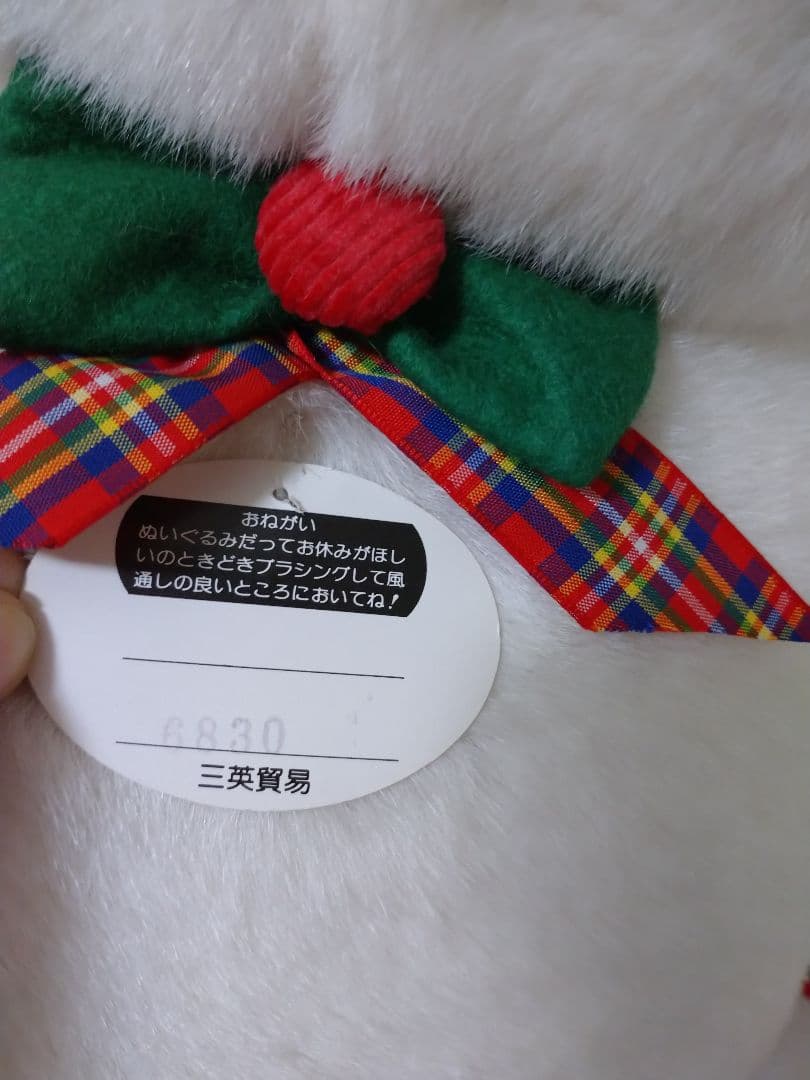 おねがい
ぬいぐるみだってお休みがほし
いのときどきブラシングして風
通しの良いところにおいてね!
6830
三英貿易